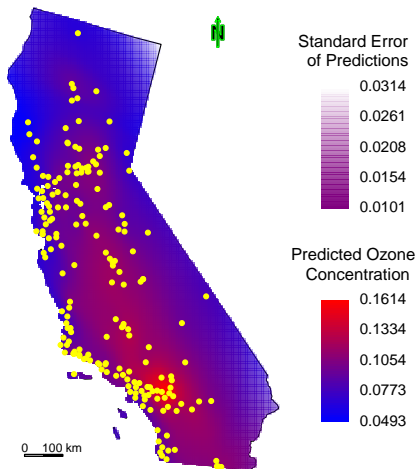 N
Standard Error
of Predictions
0.0314
0.0261
0.0208
0.0154
0.0101
Predicted Ozone
Concentration
0.1614
0.1334
0.1054
0.0773
0.0493
0 100 km